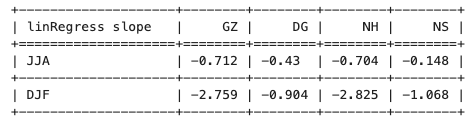 +--------------------+--------+--------+--------+--------+
| linRegress slope   |     GZ |     DG |     NH |     NS |
+====================+========+========+========+========+
| JJA                | −0.712 | −0.43  | −0.704 | −0.148 |
+--------------------+--------+--------+--------+--------+
| DJF                | −2.759 | −0.904 | −2.825 | −1.068 |
+--------------------+--------+--------+--------+--------+